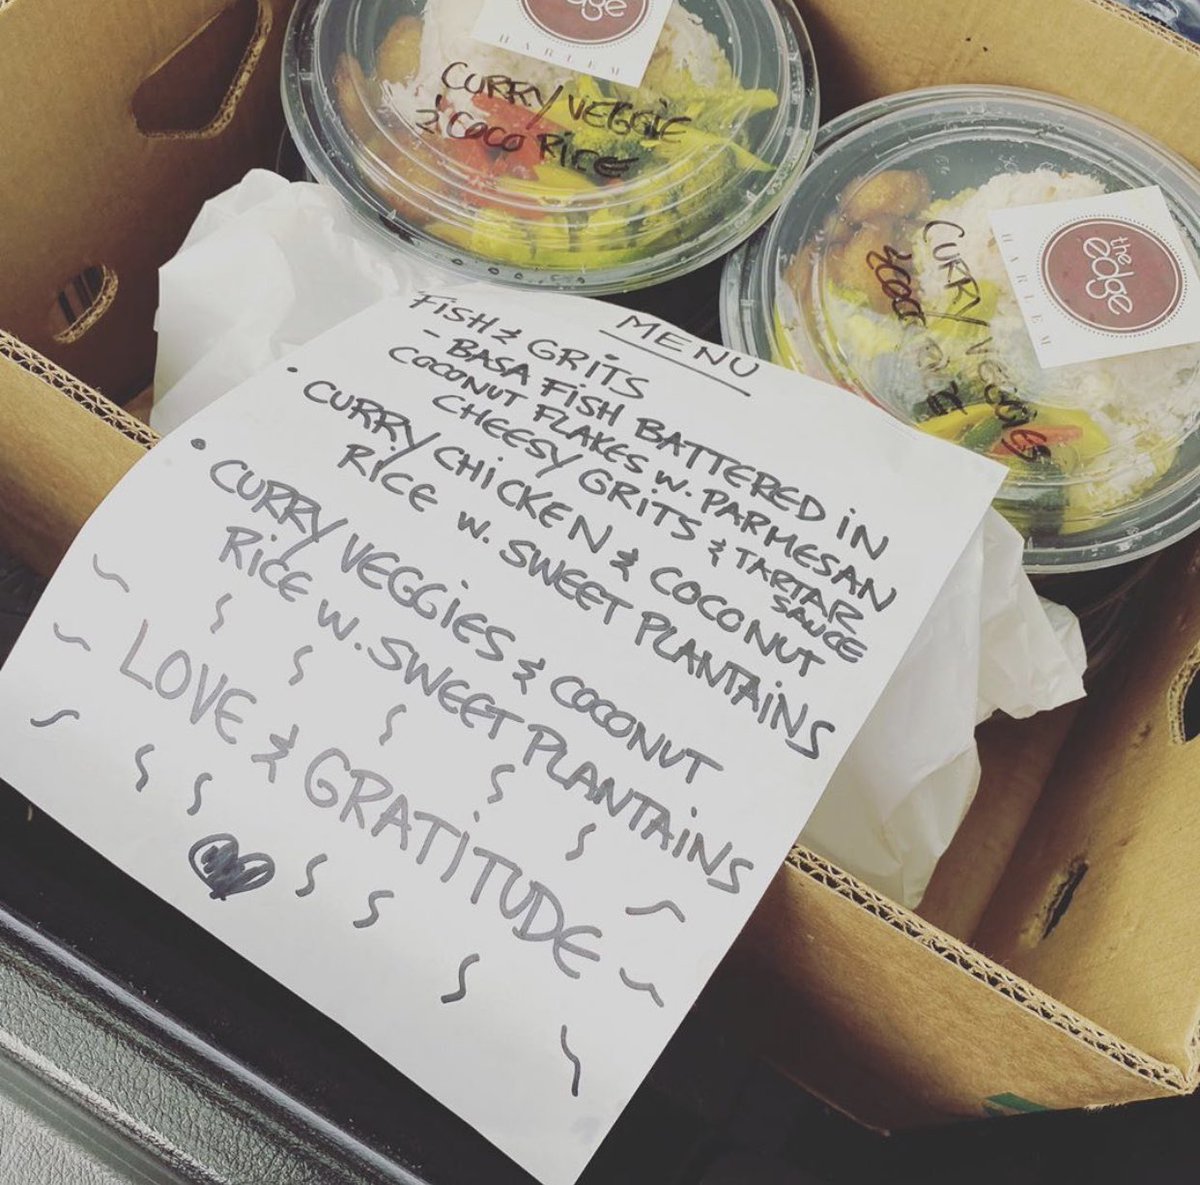 the
edge
HARLEM
CURRY VEGGIE
& COCO RICE
the
edge
HARLEM
CURRY VEGGIES
MENU
FISH & GRITS
- BASA FISH BATTERED IN
COCONUT FLAKES W. PARMESAN
CHEESY GRITS & TARTAR
SAUCE
• CURRY CHICKEN & COCONUT
RICE W. SWEET PLANTAINS
• CURRY VEGGIES & COCONUT
RICE W. SWEET PLANTAINS
LOVE & GRATITUDE